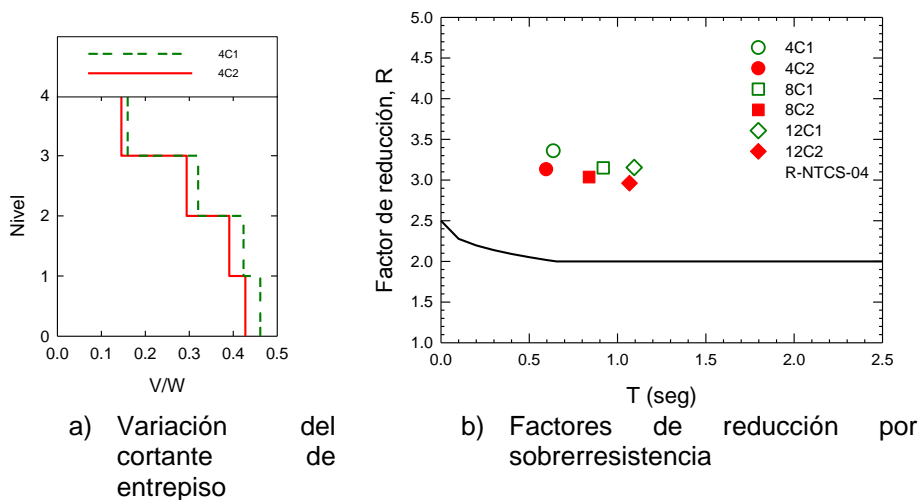 4C1
4C2
4
3
2
1
0
Nivel
0.0 0.1 0.2 0.3 0.4 0.5
V/W
a) Variación del
cortante de
entrepiso
5.0
4.5
4.0
3.5
3.0
2.5
2.0
1.5
1.0
Factor de reducción, R
4C1
4C2
8C1
8C2
12C1
12C2
R-NTCS-04
0.0 0.5 1.0 1.5 2.0 2.5
T (seg)
b) Factores de reducción por
sobrerresistencia